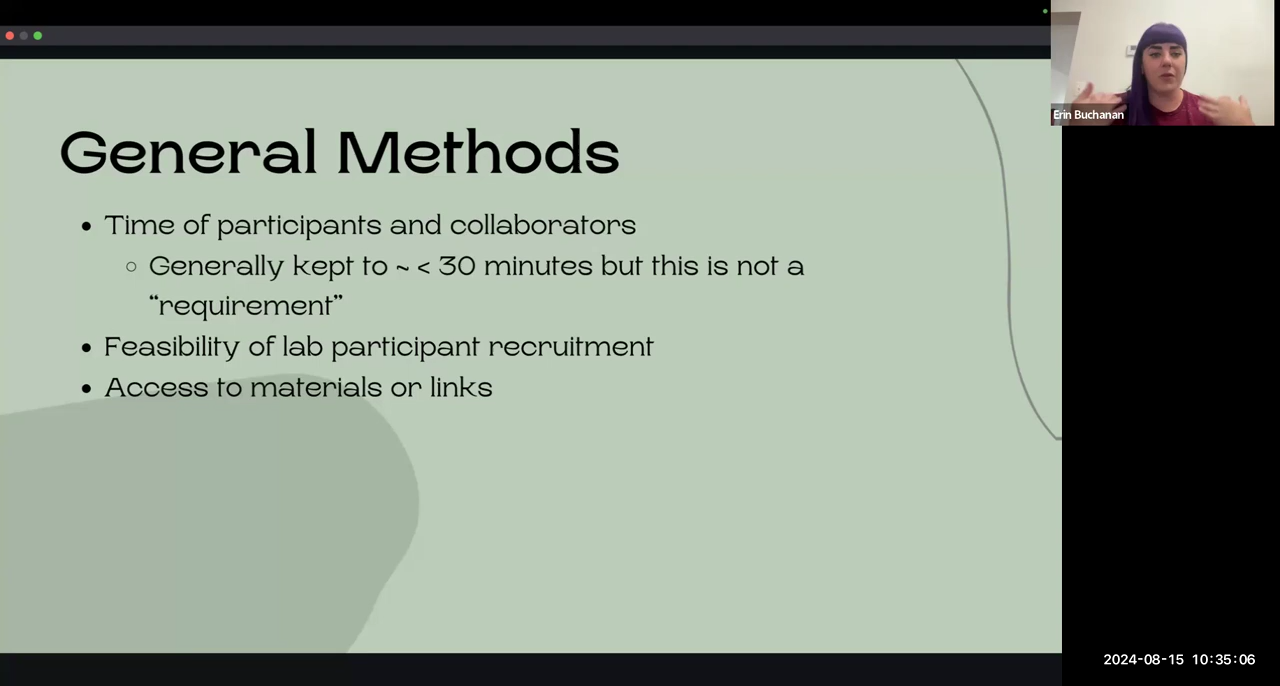 General Methods
• Time of participants and collaborators
○ Generally kept to ~ < 30 minutes but this is not a
“requirement”
• Feasibility of lab participant recruitment
• Access to materials or links
Erin Buchanan
2024-08-15 10:35:06